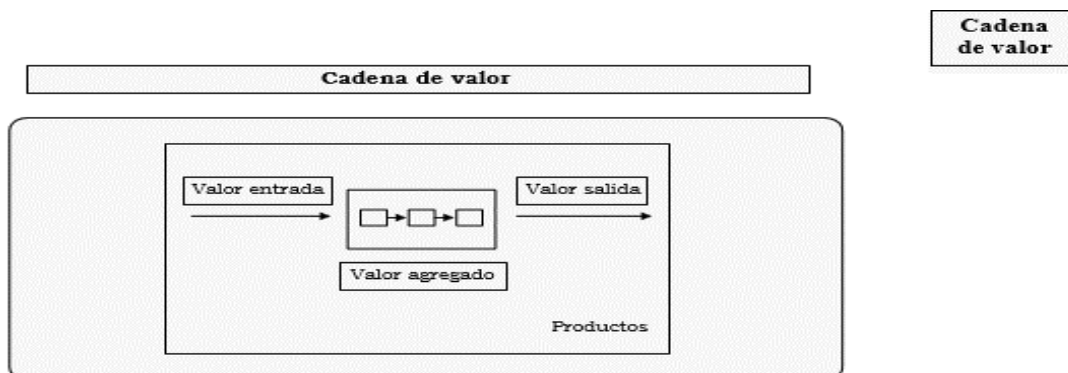 Cadena
de valor
Cadena de valor
Valor entrada
Valor salida
Valor agregado
Productos